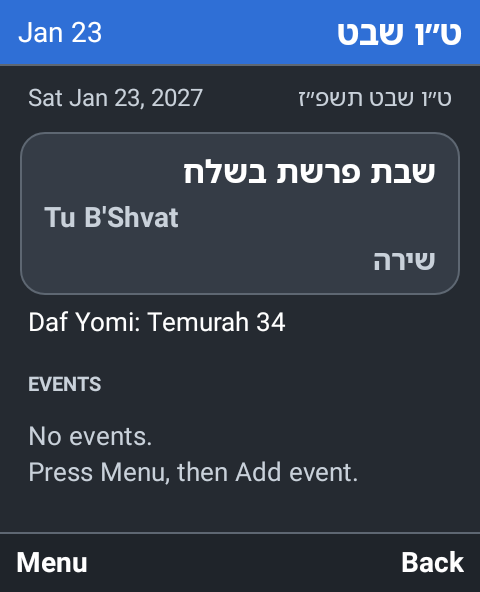 Jan 23 ט״ו שבט
Sat Jan 23, 2027 ט״ו שבט תשפ״ז
שבת פרשת בשלח
Tu B'Shvat
שירה
Daf Yomi: Temurah 34
EVENTS
No events.
Press Menu, then Add event.
Menu Back